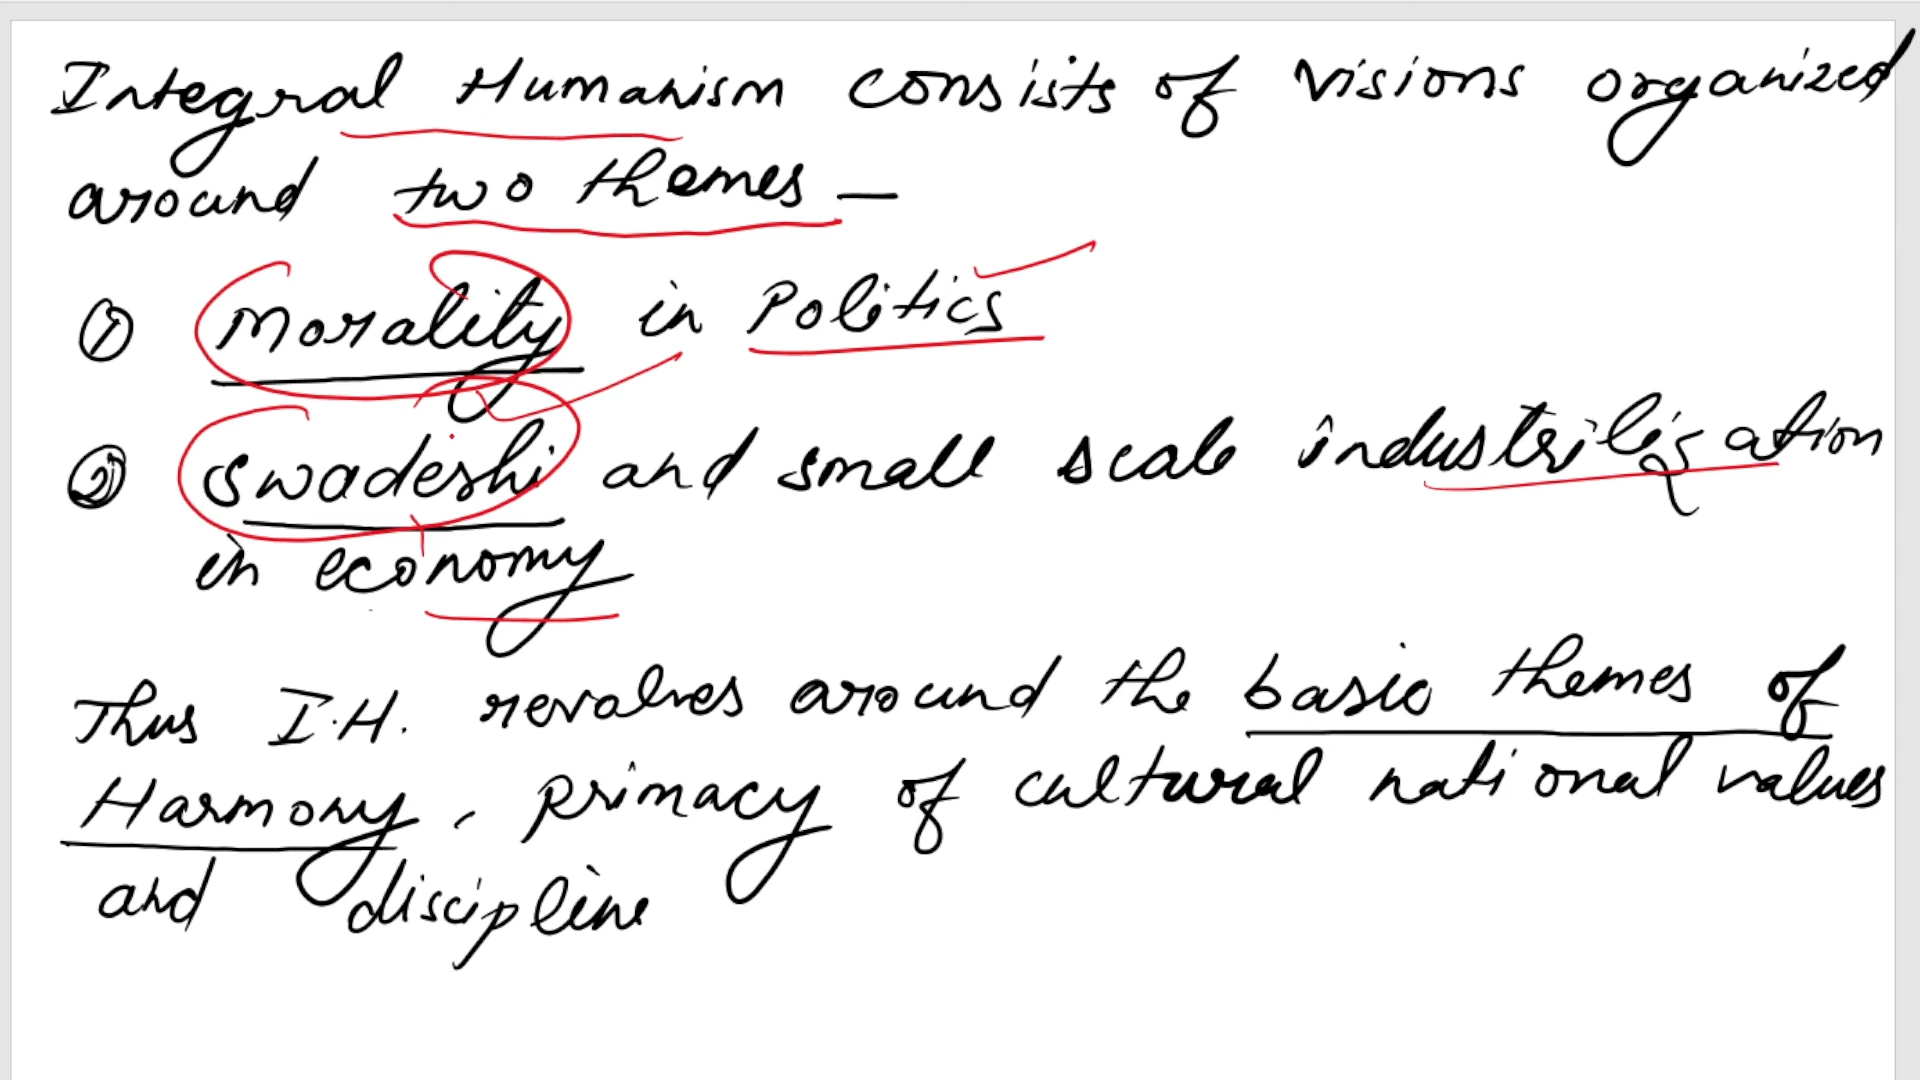 Integral Humanism consists of visions organized
around two themes —
① Morality in Politics
② Swadeshi and small scale industrilization
in economy
Thus I.H. revolves around the basic themes of
Harmony, primacy of cultural national values
and discipline